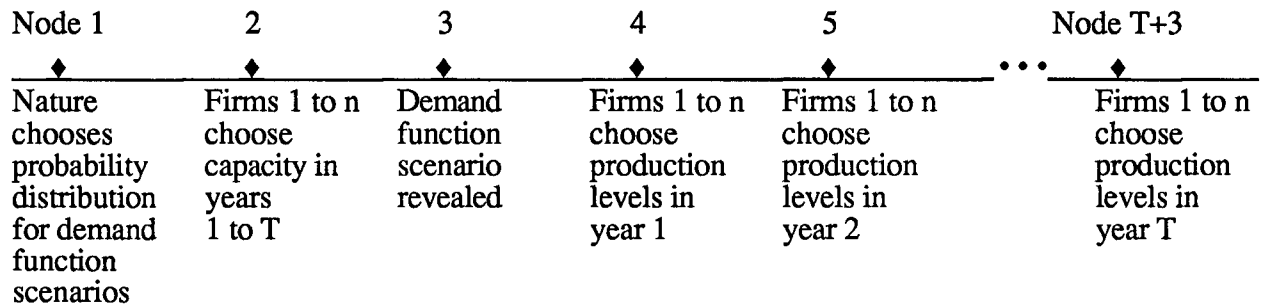 Node 1 2 3 4 5 Node T+3
• • •
Nature Firms 1 to n Demand Firms 1 to n Firms 1 to n Firms 1 to n
chooses choose function choose choose choose
probability capacity in scenario production production production
distribution years revealed levels in levels in levels in
for demand 1 to T year 1 year 2 year T
function
scenarios